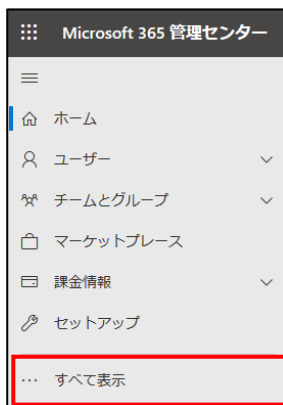 Microsoft 365 管理センター
ホーム
ユーザー
チームとグループ
マーケットプレース
課金情報
セットアップ
すべて表示